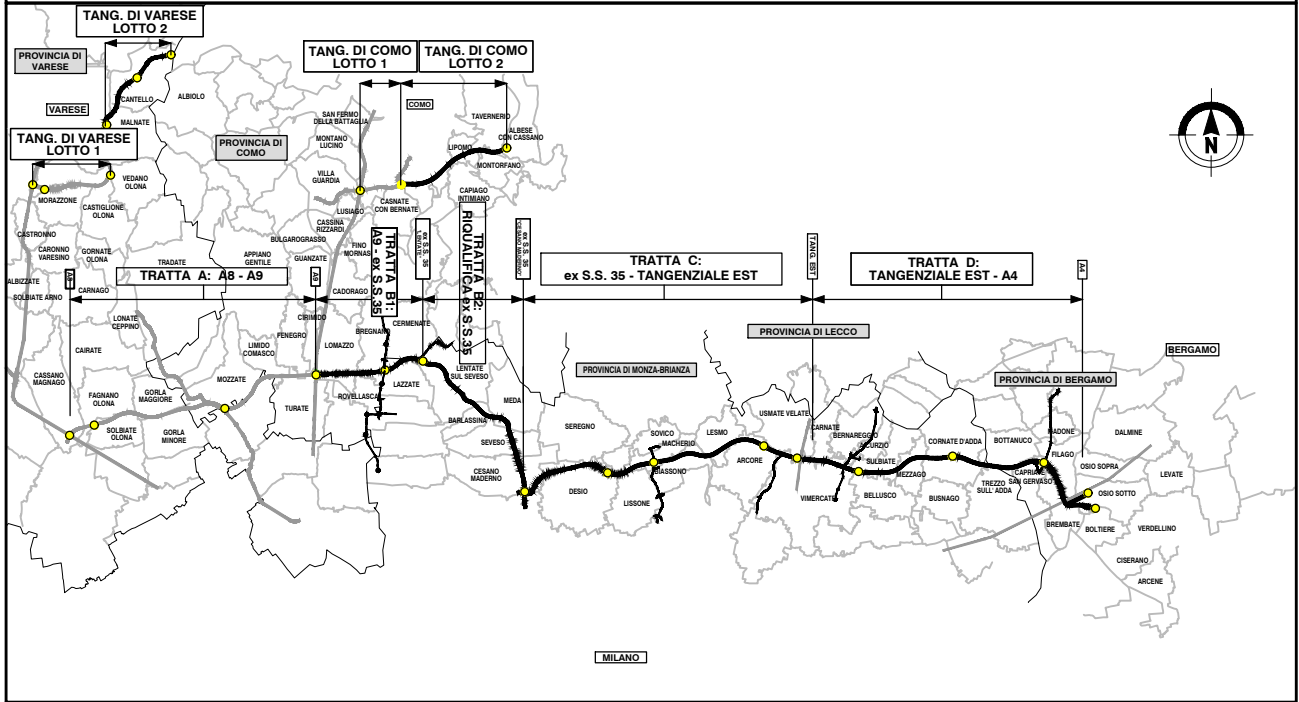 TANG. DI VARESE
LOTTO 2
PROVINCIA DI
VARESE
CANTELLO
ALBIOLO
VARESE
MALNATE
TANG. DI VARESE
LOTTO 1
VEDANO
OLONA
MORAZZONE
CASTIGLIONE
OLONA
PROVINCIA DI
COMO
TANG. DI COMO
LOTTO 1
TANG. DI COMO
LOTTO 2
COMO
SAN FERMO
DELLA BATTAGLIA
MONTANO
LUCINO
VILLA
GUARDIA
TAVERNERIO
ALBESE
CON CASSANO
LIPOMO
MONTORFANO
CAPIAGO
INTIMIANO
LUSIAGO
CASNATE
CON BERNATE
CASSINA
RIZZARDI
BULGAROGRASSO
FINO
MORNAS
GUANZATE
APPIANO
GENTILE
CADORAGO
N
CASTRONNO
CARONNO
VARESINO
GORNATE
OLONA
TRADATE
ALBIZZATE
SOLBIATE ARNO
CARNAGO
TRATTA A: A8 - A9
A9
TRATTA B1:
A9 - ex S.S.35
ex S.S. 35
TRATTA B2:
RIQUALIFICA ex S.S.35
ex S.S. 35
TRATTA C:
ex S.S. 35 - TANGENZIALE EST
TANG. EST
TRATTA D:
TANGENZIALE EST - A4
A4
LONATE
CEPPINO
CIRIMIDO
FENEGRO
BREGNANO
CERMENATE
LIMIDO
COMASCO
LOMAZZO
CAIRATE
CASSANO
MAGNAGO
FAGNANO
OLONA
GORLA
MAGGIORE
MOZZATE
SOLBIATE
OLONA
GORLA
MINORE
TURATE
ROVELLASCA
LAZZATE
LENTATE
SUL SEVESO
PROVINCIA DI LECCO
PROVINCIA DI MONZA-BRIANZA
BERGAMO
PROVINCIA DI BERGAMO
MEDA
BARLASSINA
SEVESO
CESANO
MADERNO
SEREGNO
DESIO
SOVICO
MACHERIO
BIASSONO
LISSONE
LESMO
ARCORE
USMATE VELATE
CARNATE
BERNAREGGIO
SULBIATE
MEZZAGO
VIMERCATE
BELLUSCO
BUSNAGO
CORNATE D'ADDA
BOTTANUCO
TREZZO
SULL' ADDA
CAPRIATE
SAN GERVASO
MADONE
FILAGO
DALMINE
OSIO SOPRA
LEVATE
OSIO SOTTO
BREMBATE
BOLTIERE
VERDELLINO
CISERANO
ARCENE
MILANO